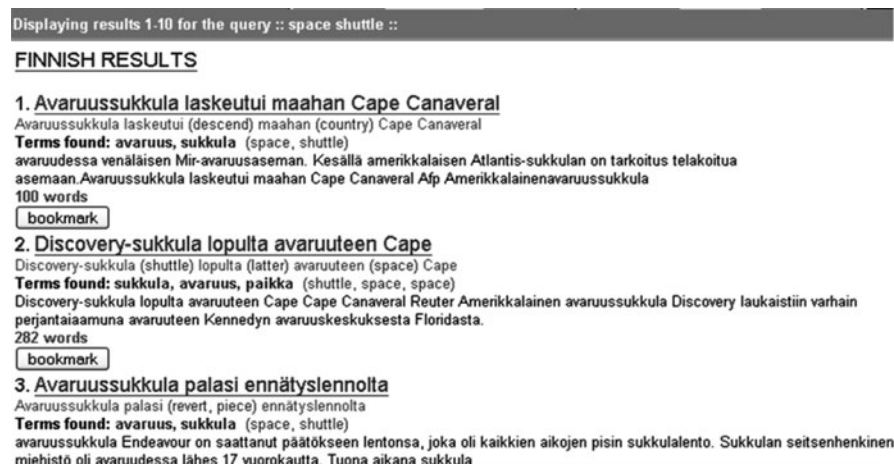 Displaying results 1-10 for the query :: space shuttle ::
FINNISH RESULTS
1. Avaruussukkula laskeutui maahan Cape Canaveral
Avaruussukkula laskeutui (descend) maahan (country) Cape Canaveral
Terms found: avaruus, sukkula (space, shuttle)
avaruudessa venäläisen Mir-avaruusaseman. Kesällä amerikkalaisen Atlantis-sukkulan on tarkoitus telakoitua
asemaan.Avaruussukkula laskeutui maahan Cape Canaveral Afp Amerikkalainenavaruussukkula
100 words
bookmark
2. Discovery-sukkula lopulta avaruuteen Cape
Discovery-sukkula (shuttle) lopulta (latter) avaruuteen (space) Cape
Terms found: sukkula, avaruus, paikka (shuttle, space, space)
Discovery-sukkula lopulta avaruuteen Cape Cape Canaveral Reuter Amerikkalainen avaruussukkula Discovery laukaistiin varhain
perjantaiaamuna avaruuteen Kennedyn avaruuskeskuksesta Floridasta.
282 words
bookmark
3. Avaruussukkula palasi ennätyslennolta
Avaruussukkula palasi (revert, piece) ennätyslennolta
Terms found: avaruus, sukkula (space, shuttle)
avaruussukkula Endeavour on saattanut päätökseen lentonsa, joka oli kaikkien aikojen pisin sukkulalento. Sukkulan seitsenhenkinen
miehistö oli avaruudessa lähes 17 vuorokautta. Tuona aikana sukkula